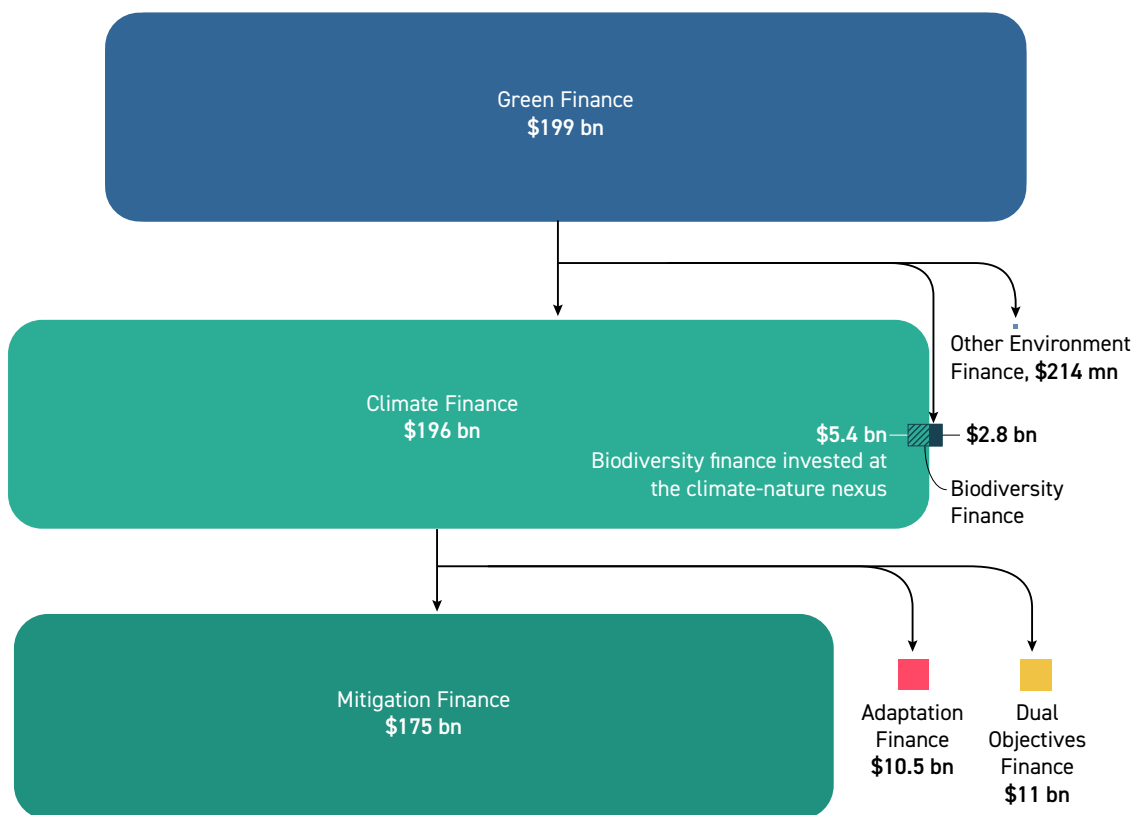 Green Finance
$199 bn
Other Environment
Finance, $214 mn
Climate Finance
$196 bn
$5.4 bn
Biodiversity finance invested at
the climate-nature nexus
$2.8 bn
Biodiversity
Finance
Mitigation Finance
$175 bn
Adaptation
Finance
$10.5 bn
Dual
Objectives
Finance
$11 bn